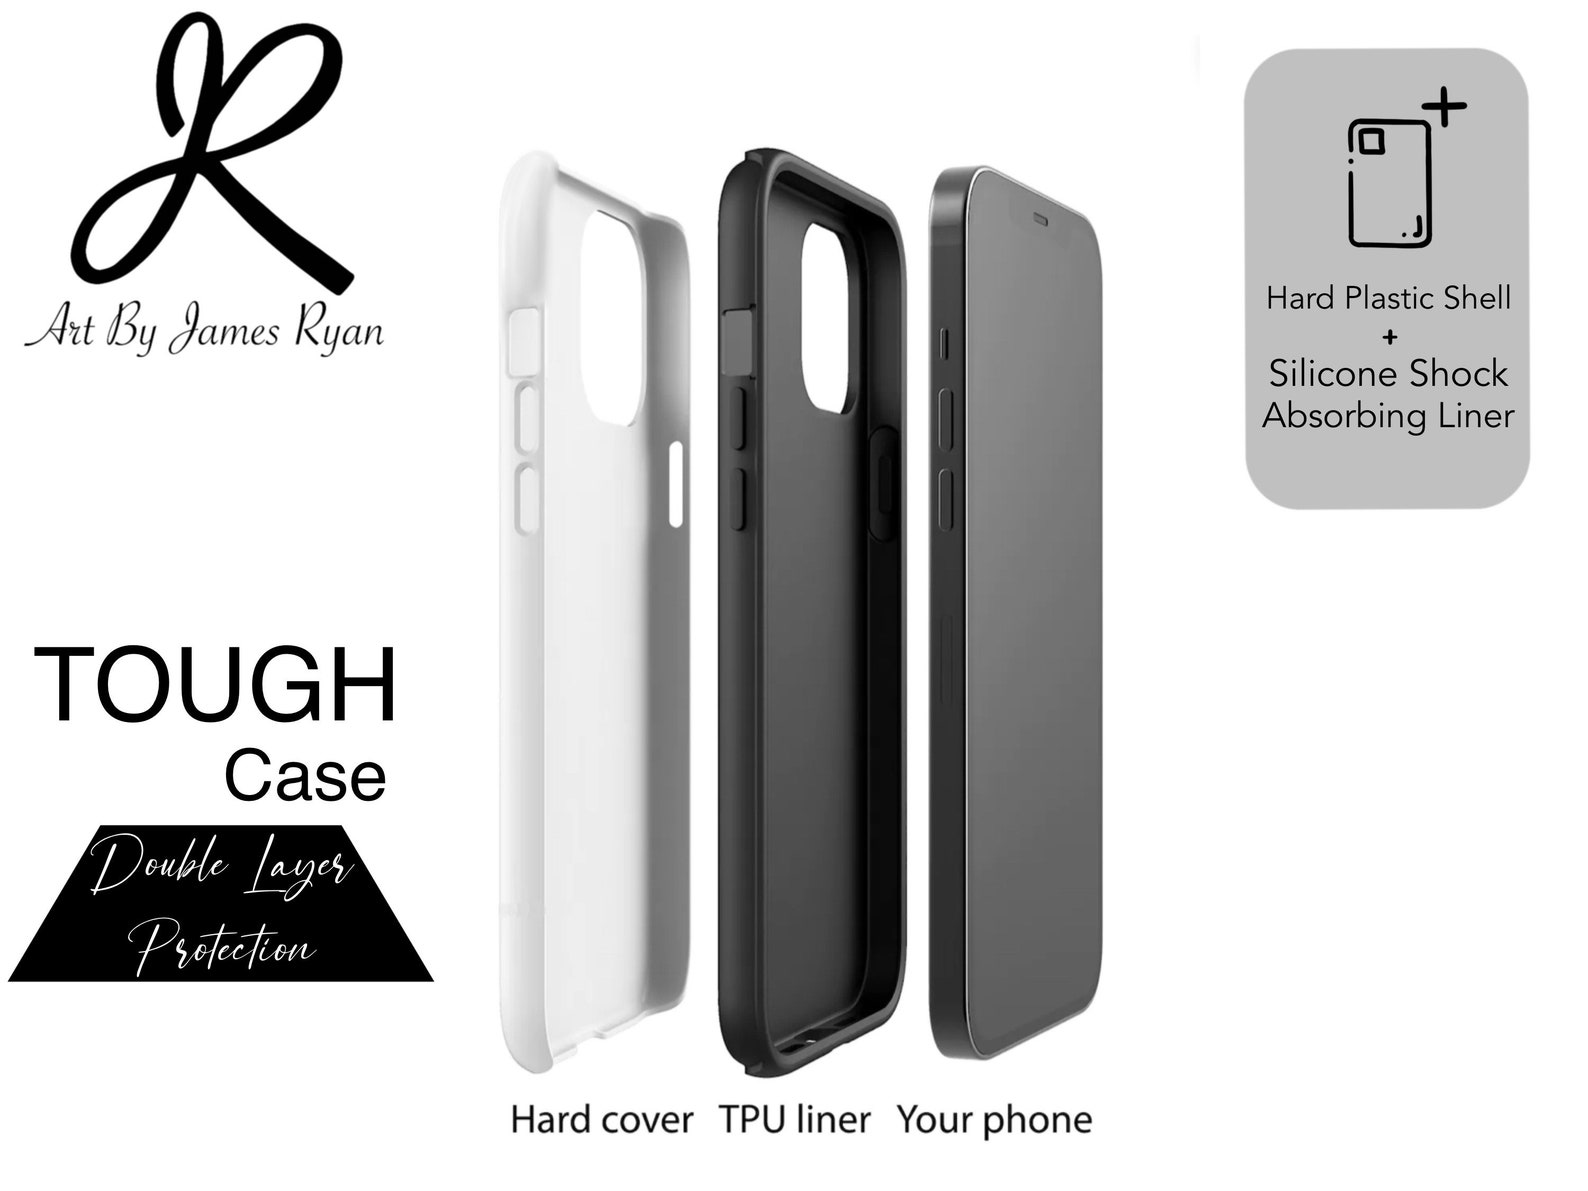 Art By James Ryan
Hard Plastic Shell
+
Silicone Shock
Absorbing Liner
TOUGH
Case
Double Layer
Protection
Hard cover
TPU liner
Your phone